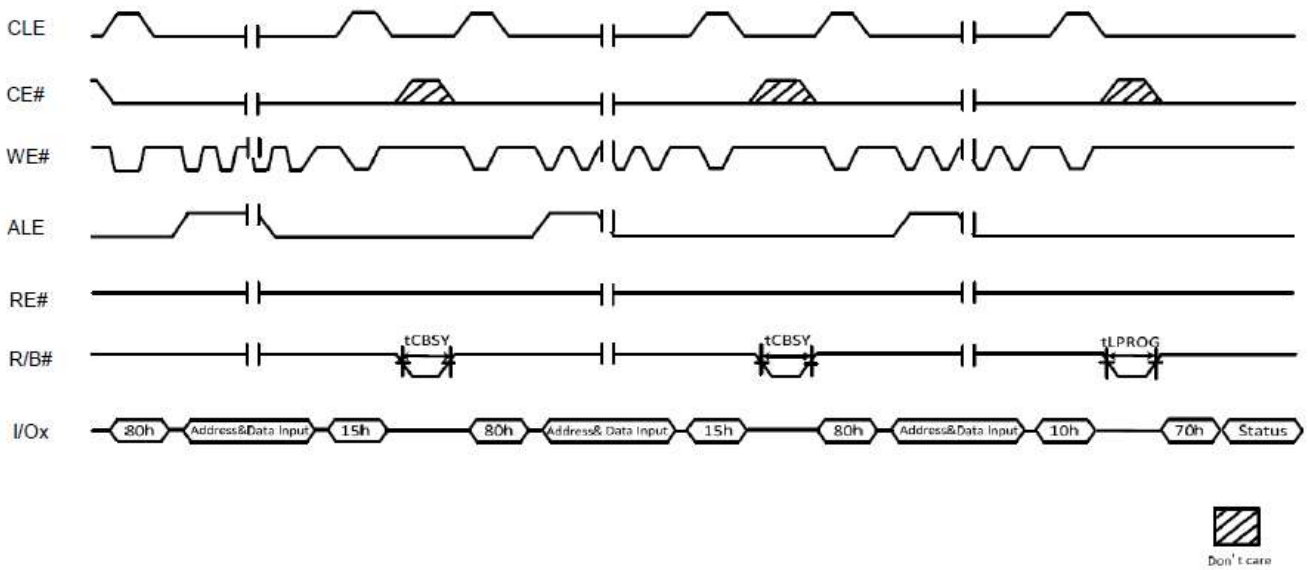 CLE
CE#
WE#
ALE
RE#
R/B# tCBSY tCBSY tLPROG
I/Ox 80h Address&Data Input 15h 80h Address& Data Input 15h 80h Address&Data Input 10h 70h Status
Don't care